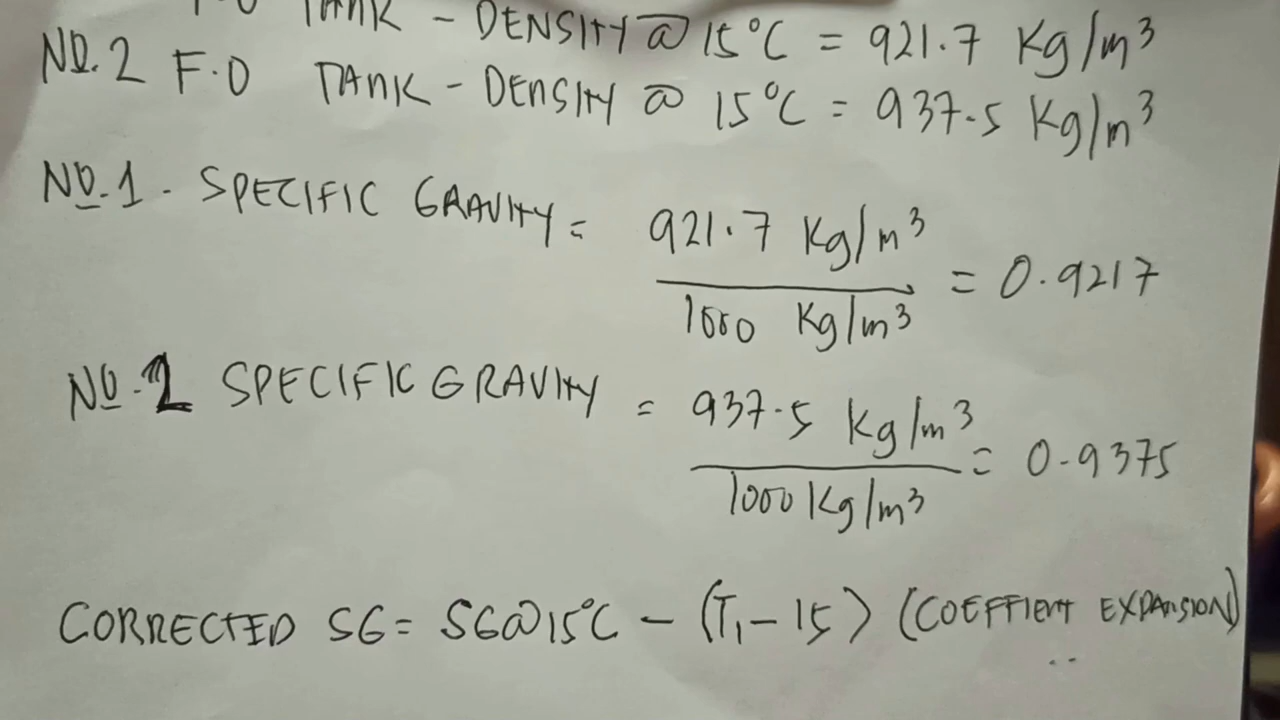 F.O TANK - DENSITY @ 15°C = 921.7 Kg/m³
NO.2 F.O TANK - DENSITY @ 15°C = 937.5 Kg/m³
NO.1 - SPECIFIC GRAVITY = 921.7 Kg/m³ / 1000 Kg/m³ = 0.9217
NO.2 SPECIFIC GRAVITY = 937.5 Kg/m³ / 1000 Kg/m³ = 0.9375
CORRECTED SG = SG@15°C - (T₁ - 15) (COEFFIENT EXPANSION)